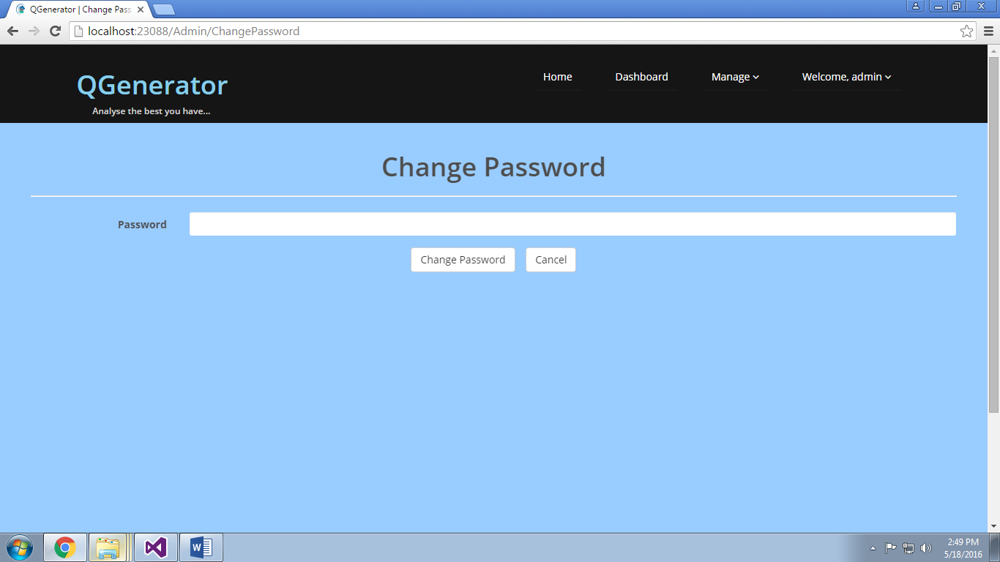 QGenerator | Change Pass
localhost:23088/Admin/ChangePassword
QGenerator
Analyse the best you have...
Home Dashboard Manage Welcome, admin
Change Password
Password
Change Password Cancel
2:49 PM
5/18/2016